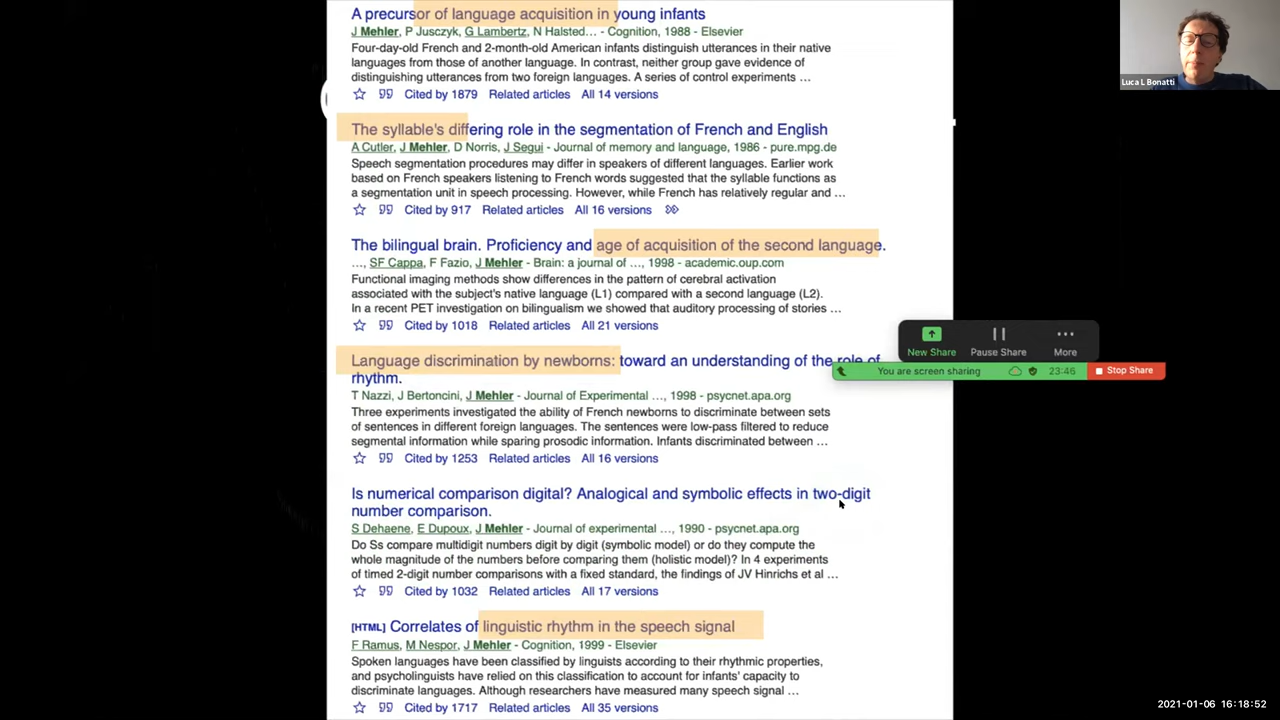 A precursor of language acquisition in young infants
J Mehler, P Jusczyk, G Lambertz, N Halsted... - Cognition, 1988 - Elsevier
Four-day-old French and 2-month-old American infants distinguish utterances in their native
languages from those of another language. In contrast, neither group gave evidence of
distinguishing utterances from two foreign languages. A series of control experiments ...
Cited by 1879 Related articles All 14 versions
The syllable's differing role in the segmentation of French and English
A Cutler, J Mehler, D Norris, J Segui - Journal of memory and language, 1986 - pure.mpg.de
Speech segmentation procedures may differ in speakers of different languages. Earlier work
based on French speakers listening to French words suggested that the syllable functions as
a segmentation unit in speech processing. However, while French has relatively regular and ...
Cited by 917 Related articles All 16 versions
The bilingual brain. Proficiency and age of acquisition of the second language.
..., SF Cappa, F Fazio, J Mehler - Brain: a journal of ..., 1998 - academic.oup.com
Functional imaging methods show differences in the pattern of cerebral activation
associated with the subject's native language (L1) compared with a second language (L2).
In a recent PET investigation on bilingualism we showed that auditory processing of stories ...
Cited by 1018 Related articles All 21 versions
Language discrimination by newborns: toward an understanding of the role of
rhythm.
T Nazzi, J Bertoncini, J Mehler - Journal of Experimental ..., 1998 - psycnet.apa.org
Three experiments investigated the ability of French newborns to discriminate between sets
of sentences in different foreign languages. The sentences were low-pass filtered to reduce
segmental information while sparing prosodic information. Infants discriminated between ...
Cited by 1253 Related articles All 16 versions
Is numerical comparison digital? Analogical and symbolic effects in two-digit
number comparison.
S Dehaene, E Dupoux, J Mehler - Journal of experimental ..., 1990 - psycnet.apa.org
Do Ss compare multidigit numbers digit by digit (symbolic model) or do they compute the
whole magnitude of the numbers before comparing them (holistic model)? In 4 experiments
of timed 2-digit number comparisons with a fixed standard, the findings of JV Hinrichs et al ...
Cited by 1032 Related articles All 17 versions
[HTML] Correlates of linguistic rhythm in the speech signal
F Ramus, M Nespor, J Mehler - Cognition, 1999 - Elsevier
Spoken languages have been classified by linguists according to their rhythmic properties,
and psycholinguists have relied on this classification to account for infants' capacity to
discriminate languages. Although researchers have measured many speech signal ...
Cited by 1717 Related articles All 35 versions
Luca L Bonatti
New Share Pause Share More
You are screen sharing 23:46 Stop Share
2021-01-06 16:18:52